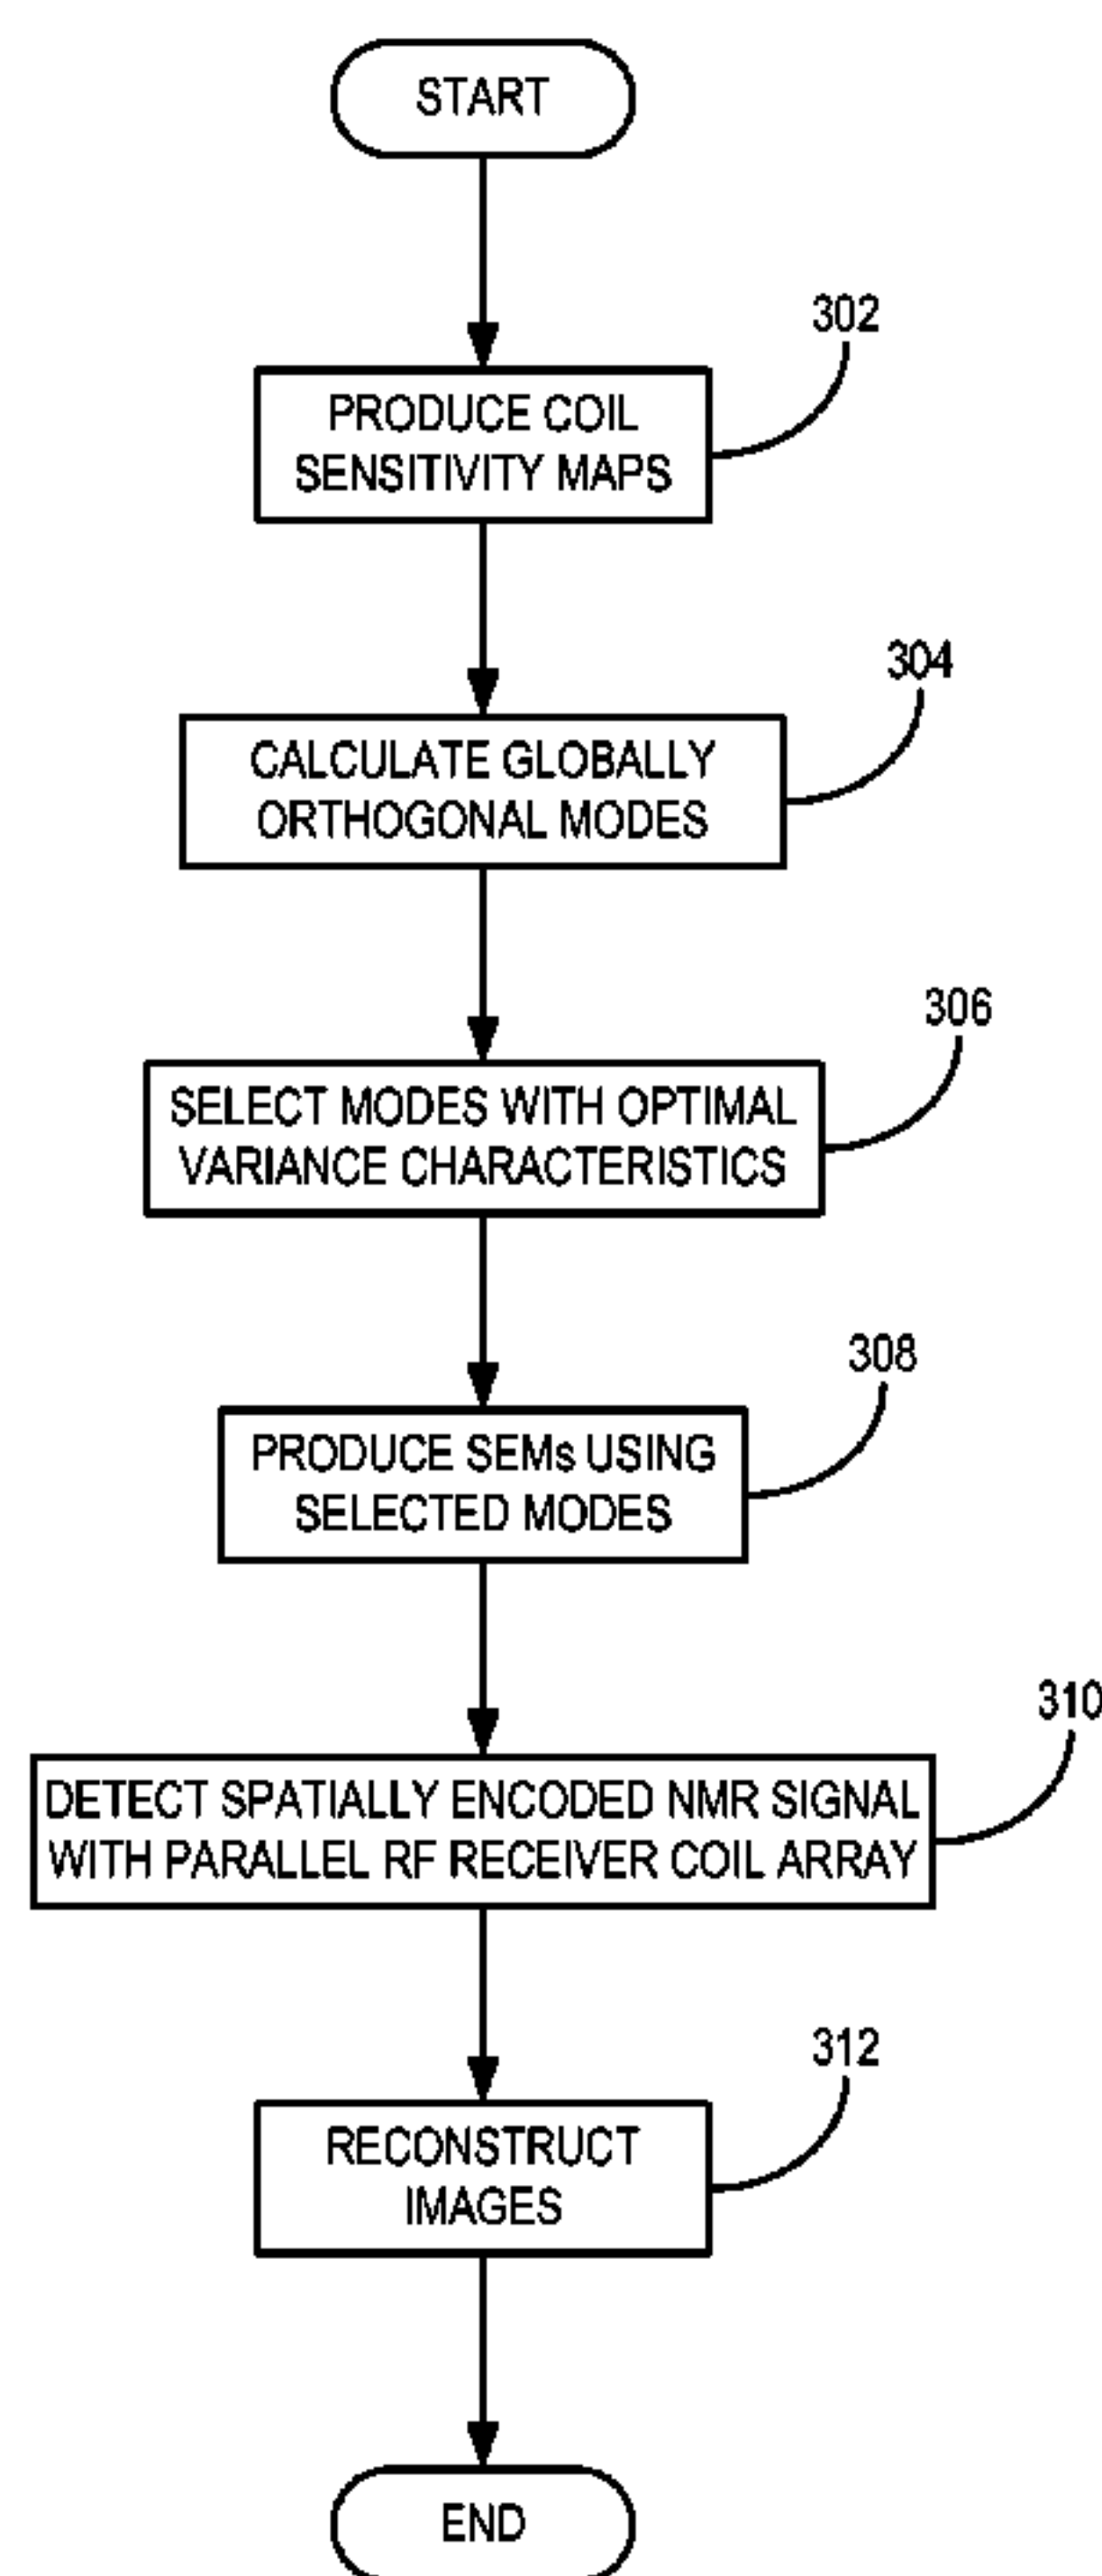 START
302
PRODUCE COIL
SENSITIVITY MAPS
304
CALCULATE GLOBALLY
ORTHOGONAL MODES
306
SELECT MODES WITH OPTIMAL
VARIANCE CHARACTERISTICS
308
PRODUCE SEMs USING
SELECTED MODES
310
DETECT SPATIALLY ENCODED NMR SIGNAL
WITH PARALLEL RF RECEIVER COIL ARRAY
312
RECONSTRUCT
IMAGES
END